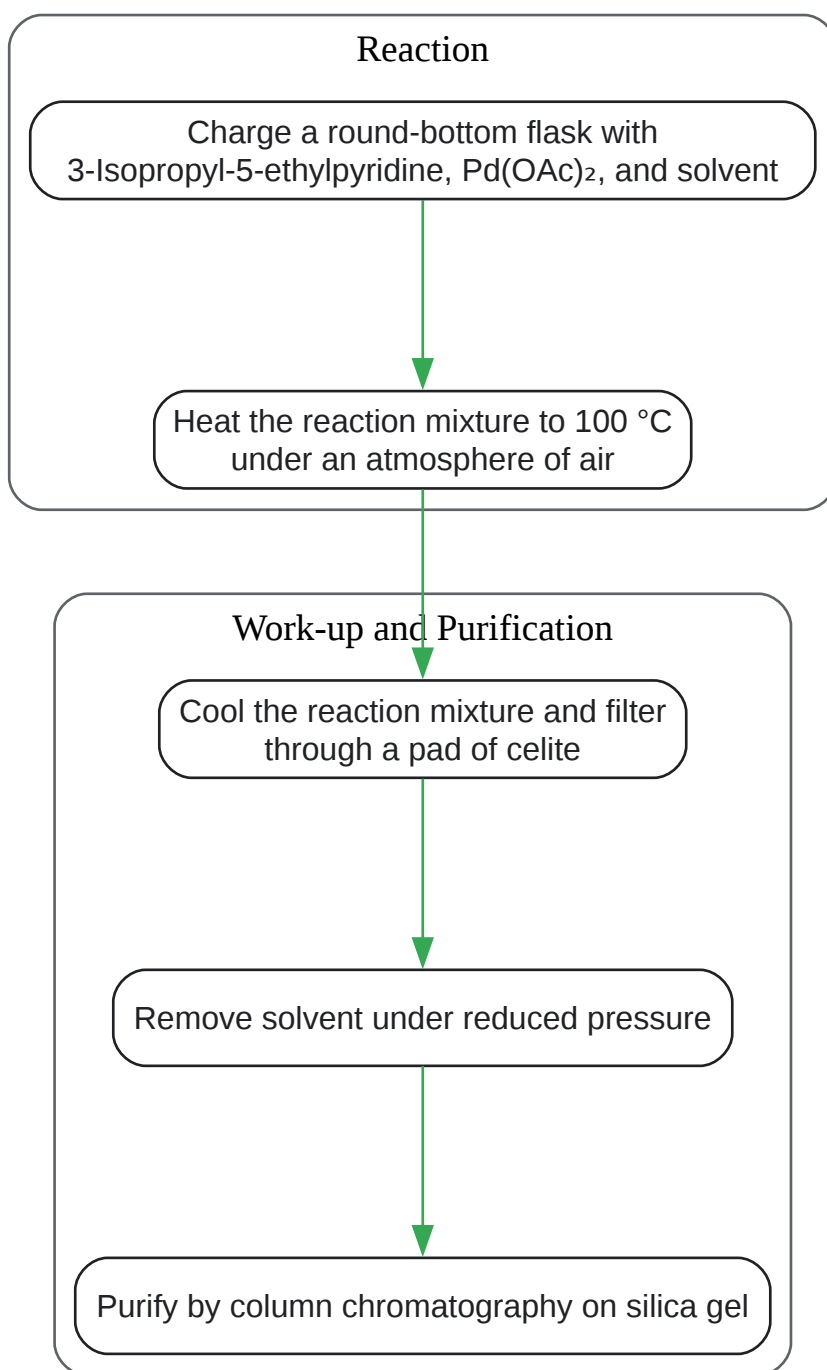 Reaction
Charge a round-bottom flask with
3-Isopropyl-5-ethylpyridine, Pd(OAc)₂, and solvent
Heat the reaction mixture to 100 °C
under an atmosphere of air
Work-up and Purification
Cool the reaction mixture and filter
through a pad of celite
Remove solvent under reduced pressure
Purify by column chromatography on silica gel